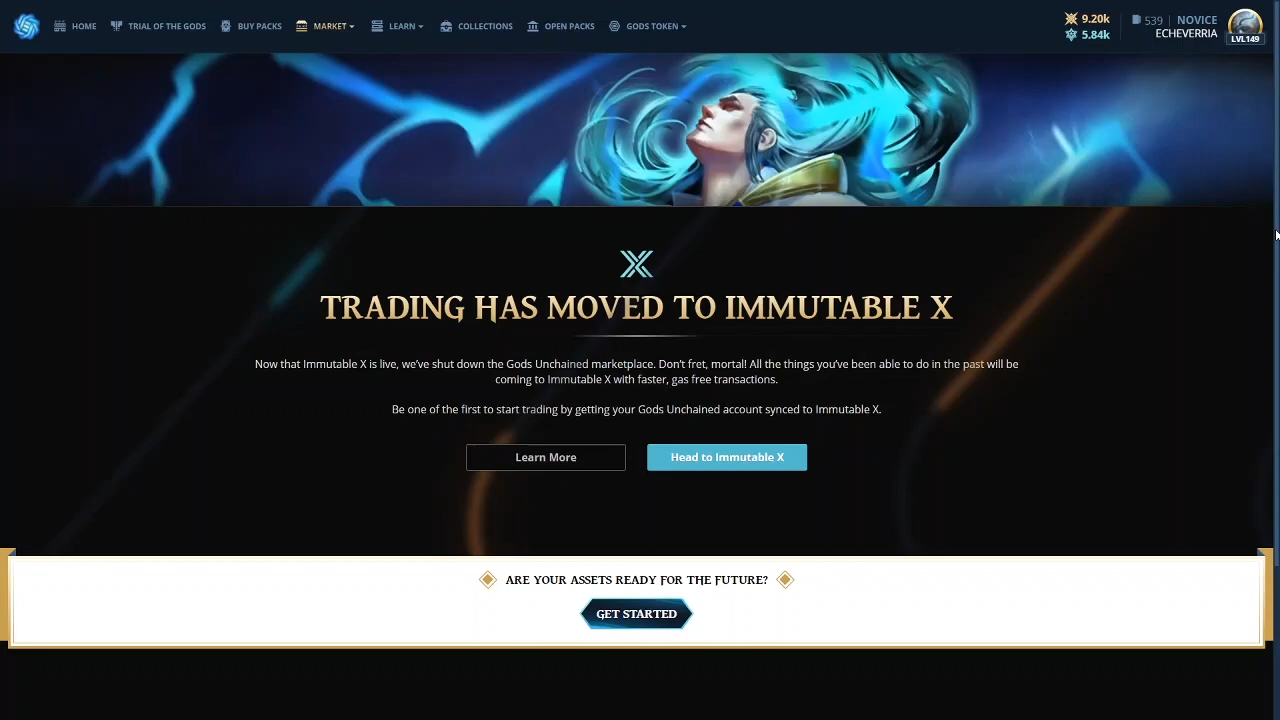 HOME TRIAL OF THE GODS BUY PACKS MARKET LEARN COLLECTIONS OPEN PACKS GODS TOKEN
9.20k
5.84k
539 | NOVICE
ECHEVERRIA
LVL149
TRADING HAS MOVED TO IMMUTABLE X
Now that Immutable X is live, we've shut down the Gods Unchained marketplace. Don't fret, mortal! All the things you've been able to do in the past will be
coming to Immutable X with faster, gas free transactions.
Be one of the first to start trading by getting your Gods Unchained account synced to Immutable X.
Learn More Head to Immutable X
ARE YOUR ASSETS READY FOR THE FUTURE?
GET STARTED